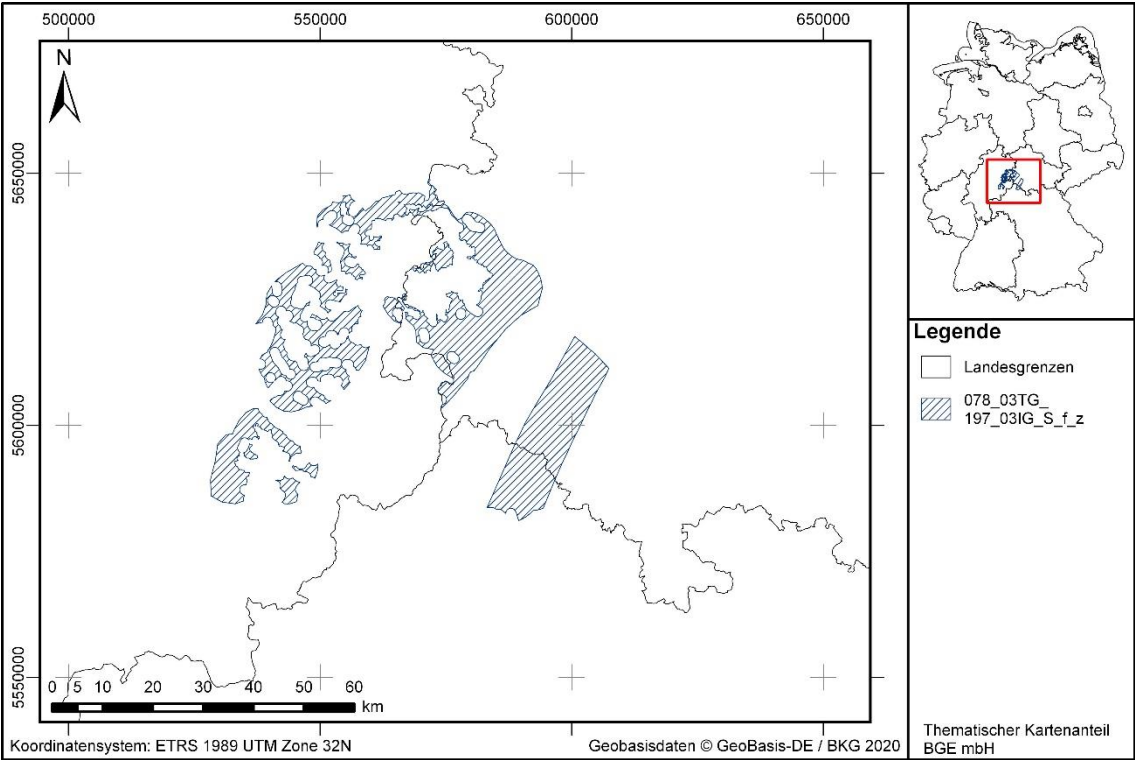 500000
550000
600000
650000
N
5650000
5600000
5550000
0 5 10 20 30 40 50 60
km
Koordinatensystem: ETRS 1989 UTM Zone 32N
Geobasisdaten © GeoBasis-DE / BKG 2020
Legende
Landesgrenzen
078_03TG_
197_03IG_S_f_z
Thematischer Kartenanteil
BGE mbH